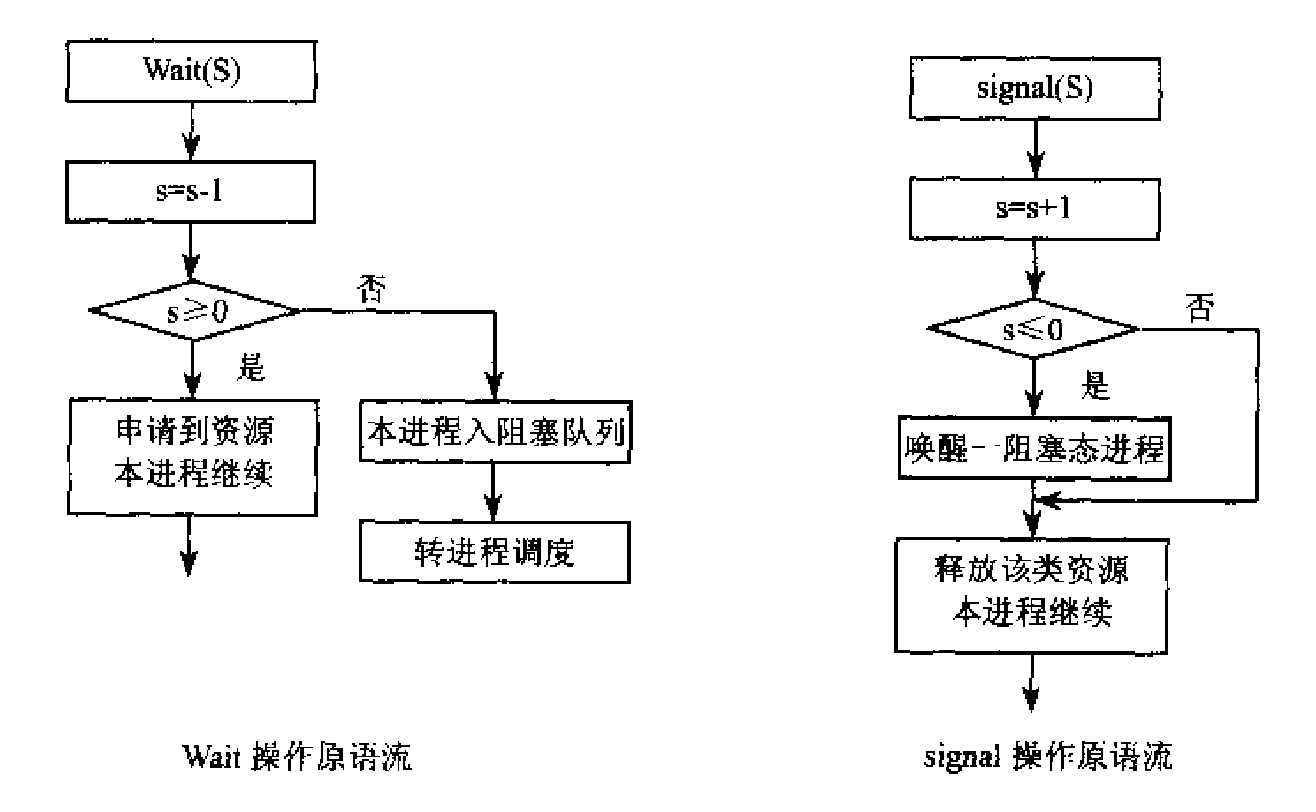 Wait(S)
s=s-1
s≥0
否
是
申请到资源
本进程继续
本进程入阻塞队列
转进程调度
Wait 操作原语流
signal(S)
s=s+1
s≤0
否
是
唤醒一阻塞态进程
释放该类资源
本进程继续
signal 操作原语流